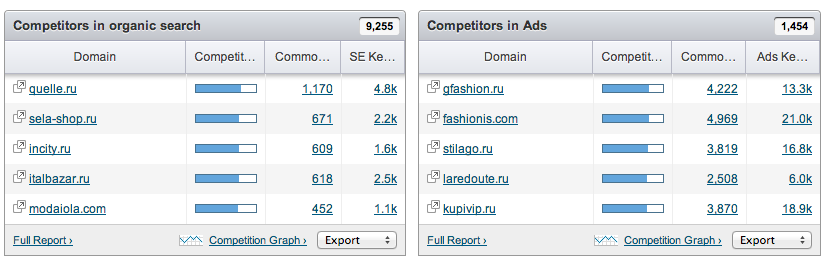 Competitors in organic search 9,255
Domain Competit... Commo... SE Ke...
quelle.ru 1,170 4.8k
sela-shop.ru 671 2.2k
incity.ru 609 1.6k
italbazar.ru 618 2.5k
modaiola.com 452 1.1k
Full Report › Competition Graph › Export
Competitors in Ads 1,454
Domain Competit... Commo... Ads Ke...
gfashion.ru 4,222 13.3k
fashionis.com 4,969 21.0k
stilago.ru 3,819 16.8k
laredoute.ru 2,508 6.0k
kupivip.ru 3,870 18.9k
Full Report › Competition Graph › Export